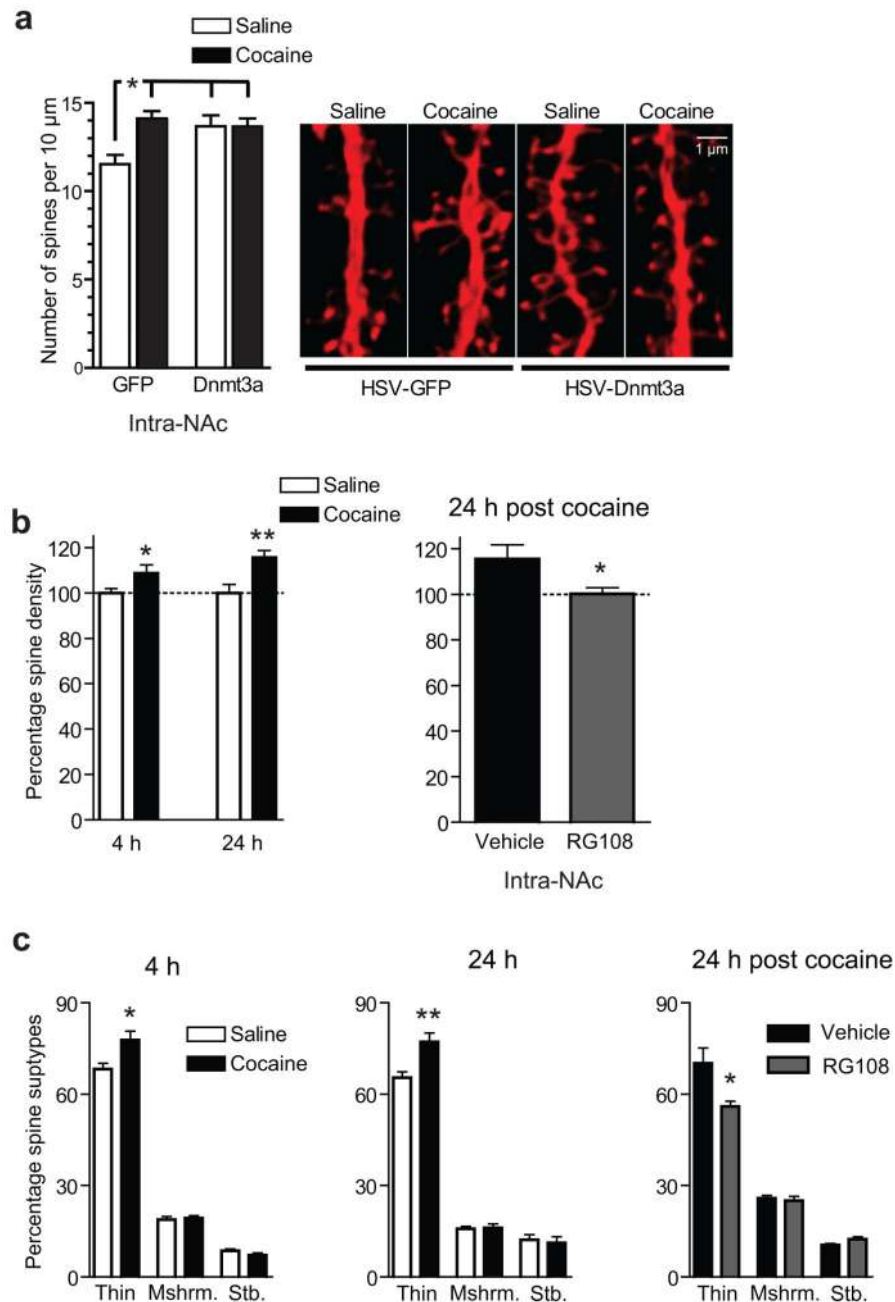 a
Saline
Cocaine
*
15
10
5
0
Number of spines per 10 µm
GFP
Dnmt3a
Intra-NAc
Saline
Cocaine
Saline
Cocaine
1 µm
HSV-GFP
HSV-Dnmt3a
b
Saline
Cocaine
120
100
80
60
40
20
0
Percentage spine density
*
**
4 h
24 h
24 h post cocaine
120
100
80
60
40
20
0
*
Vehicle
RG108
Intra-NAc
c
4 h
90
60
30
0
Percentage spine suptypes
*
Saline
Cocaine
Thin
Mshrm.
Stb.
24 h
90
60
30
0
**
Thin
Mshrm.
Stb.
24 h post cocaine
90
60
30
0
*
Vehicle
RG108
Thin
Mshrm.
Stb.